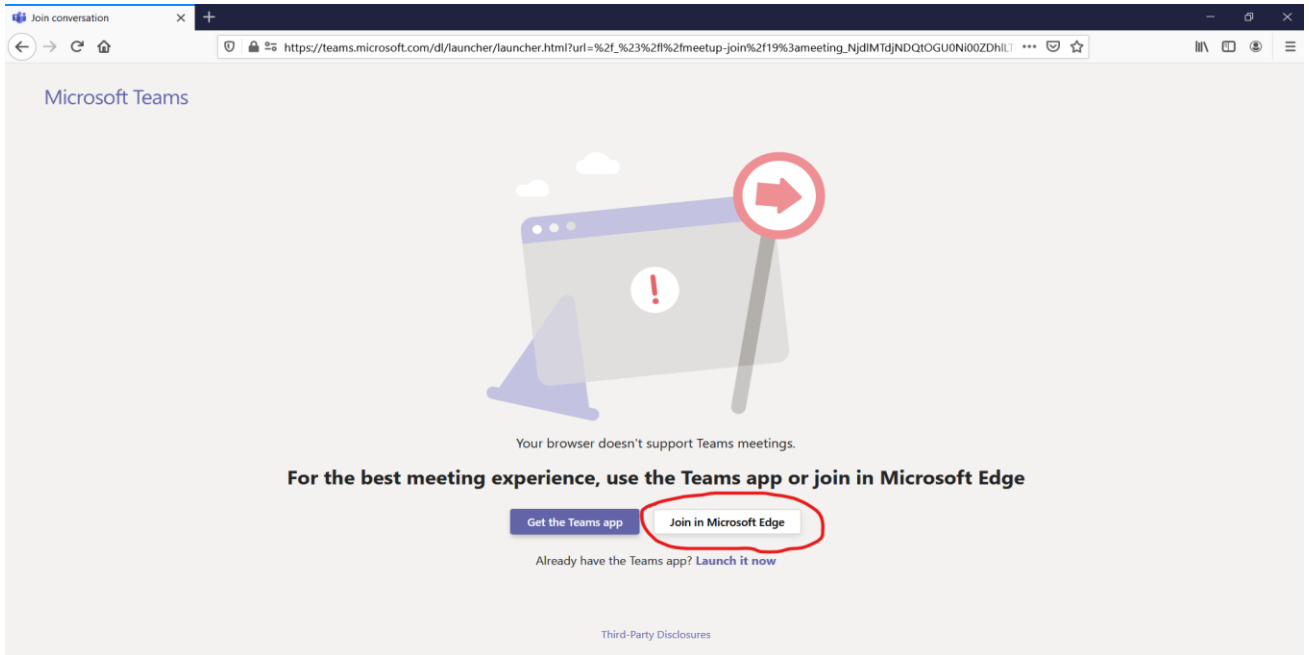 Join conversation
https://teams.microsoft.com/dl/launcher/launcher.html?url=%2f_%23%2fl%2fmeetup-join%2f19%3ameeting_NjdlMTdjNDQtOGU0Ni00ZDhlLT
Microsoft Teams
!
Your browser doesn't support Teams meetings.
For the best meeting experience, use the Teams app or join in Microsoft Edge
Get the Teams app Join in Microsoft Edge
Already have the Teams app? Launch it now
Third-Party Disclosures